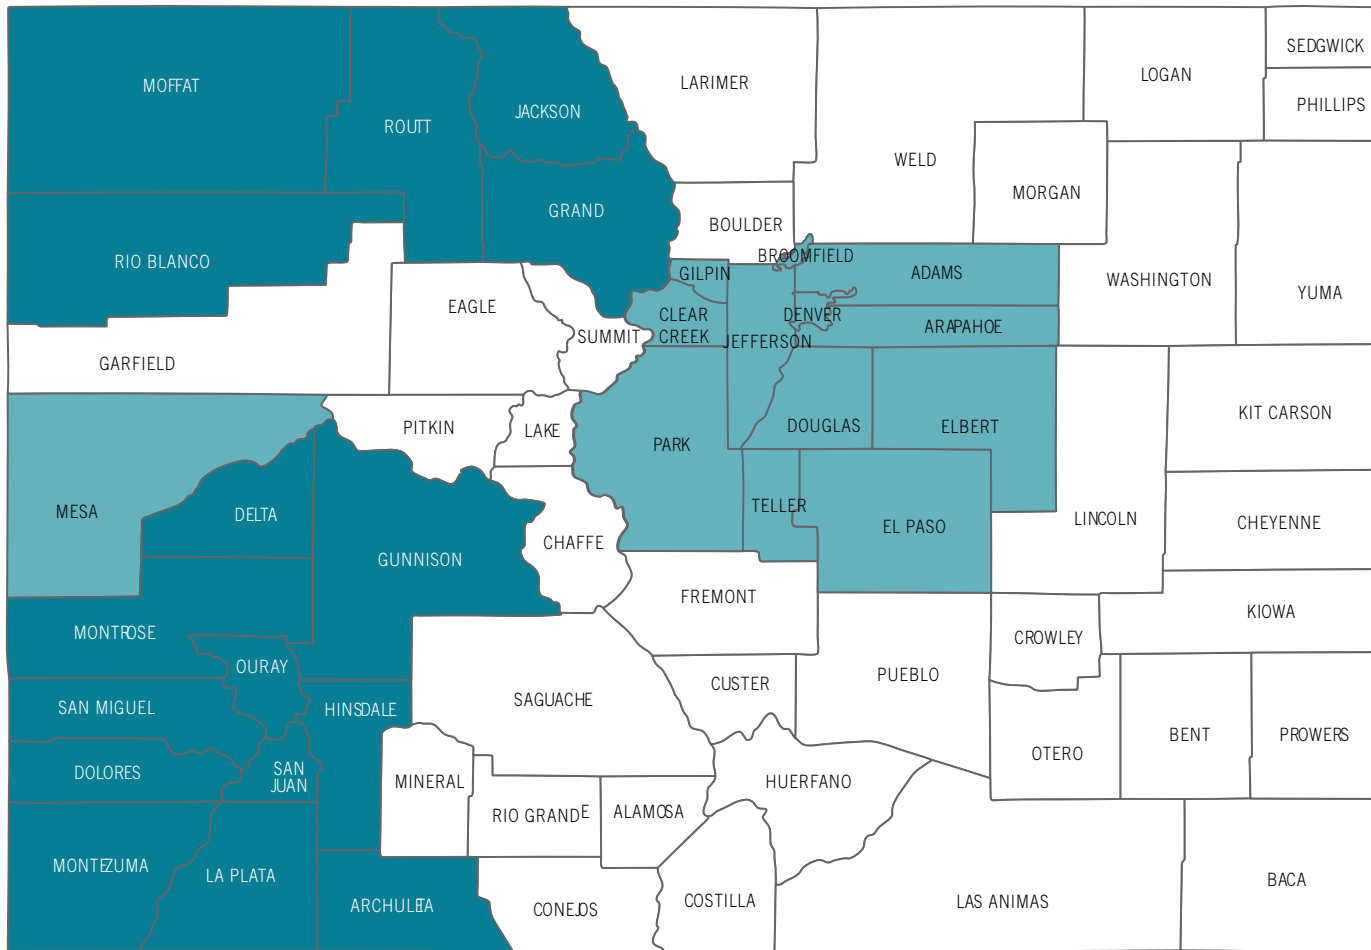 SEDGWICK
LOGAN
MOFFAT
LARIMER
PHILLIPS
JACKSON
ROUTT
WELD
MORGAN
GRAND
BOULDER
BROOMFIELD
RIO BLANCO
GILPIN
ADAMS
WASHINGTON
YUMA
EAGLE
CLEAR
CREEK
DENVER
ARAPAHOE
SUMMIT
JEFFERSON
GARFIELD
KIT CARSON
PITKIN
LAKE
DOUGLAS
ELBERT
PARK
MESA
DELTA
TELLER
EL PASO
LINCOLN
CHEYENNE
CHAFFE
GUNNISON
FREMONT
KIOWA
MONTROSE
CROWLEY
OURAY
PUEBLO
CUSTER
SAGUACHE
SAN MIGUEL
HINSDALE
BENT
PROWERS
OTERO
DOLORES
SAN
JUAN
MINERAL
HUERFANO
RIO GRANDE
ALAMOSA
MONTEZUMA
LA PLATA
BACA
ARCHULETA
CONEJOS
COSTILLA
LAS ANIMAS